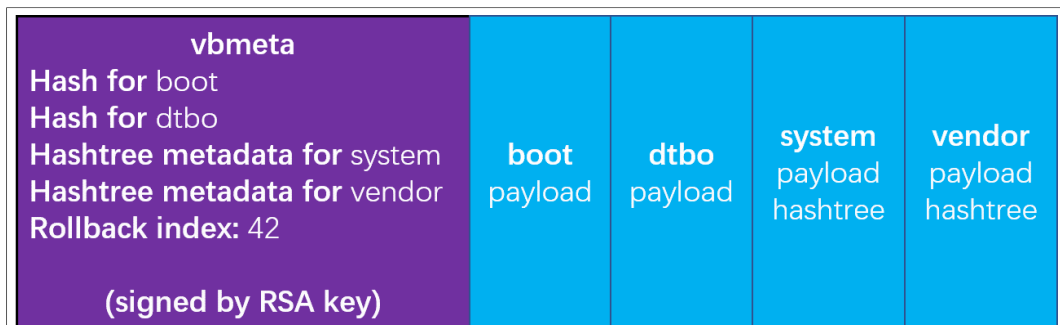 vbmeta
Hash for boot
Hash for dtbo
Hashtree metadata for system
Hashtree metadata for vendor
Rollback index: 42
(signed by RSA key)
boot
payload
dtbo
payload
system
payload
hashtree
vendor
payload
hashtree